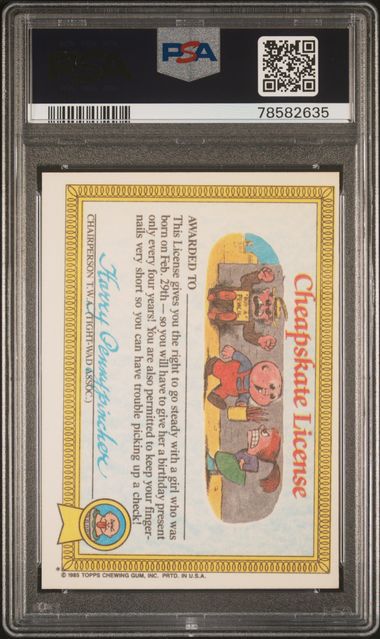 PSA
78582635
Cheapskate License
AWARDED TO
This License gives you the right to go steady with a girl who was
born on Feb. 29th — so you will have to give her a birthday present
only every four years! You are also permitted to keep your finger-
nails very short so you can have trouble picking up a check!
Harry Pennypincher
CHAIRPERSON, T.W.A. (TIGHT-WAD ASSOC.)
* © 1985 TOPPS CHEWING GUM, INC. PRTD. IN U.S.A.